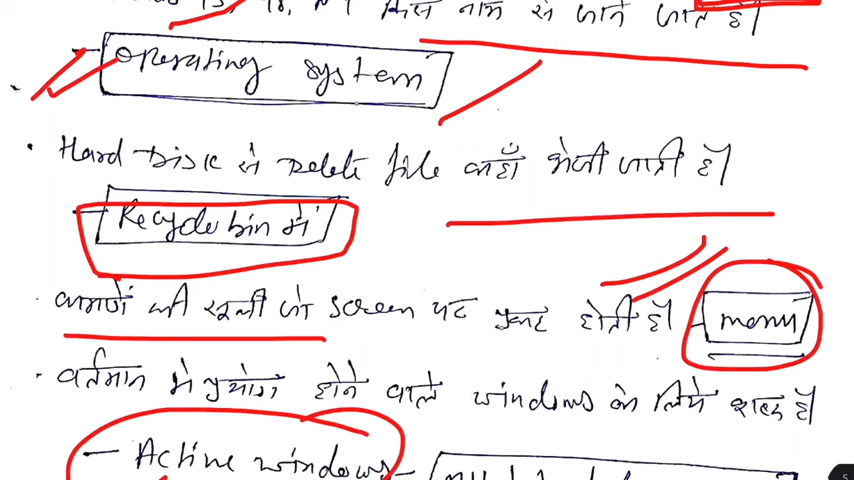 किस नाम से जाने जाते हैं।
- Operating system
• Hard Disk से Delete file कहाँ भेजी जाती हैं।
- Recycle bin में
की सूची जो screen पर प्रकट होती हैं। - menu
• वर्तमान मे प्रयोग होने वाले windows के लिये शब्द हैं।
- Active windows -
5